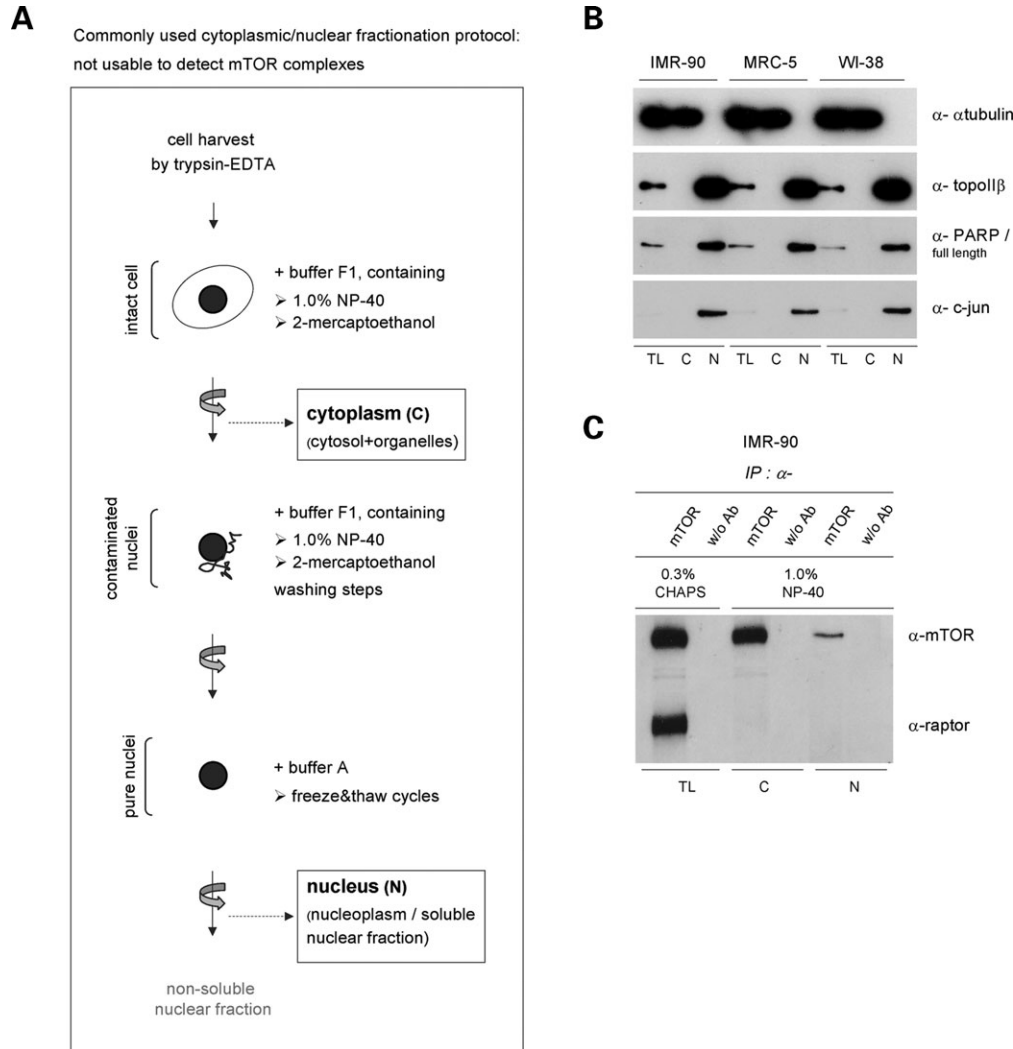 A
Commonly used cytoplasmic/nuclear fractionation protocol:
not usable to detect mTOR complexes
cell harvest
by trypsin-EDTA
intact cell
+ buffer F1, containing
➢ 1.0% NP-40
➢ 2-mercaptoethanol
cytoplasm (C)
(cytosol+organelles)
contaminated
nuclei
+ buffer F1, containing
➢ 1.0% NP-40
➢ 2-mercaptoethanol
washing steps
pure nuclei
+ buffer A
➢ freeze&thaw cycles
nucleus (N)
(nucleoplasm / soluble
nuclear fraction)
non-soluble
nuclear fraction
B
IMR-90 MRC-5 WI-38
α- αtubulin
α- topoIIβ
α- PARP /
full length
α- c-jun
TL C N TL C N TL C N
C
IMR-90
IP : α-
mTOR w/o Ab mTOR w/o Ab mTOR w/o Ab
0.3%
CHAPS
1.0%
NP-40
α-mTOR
α-raptor
TL C N